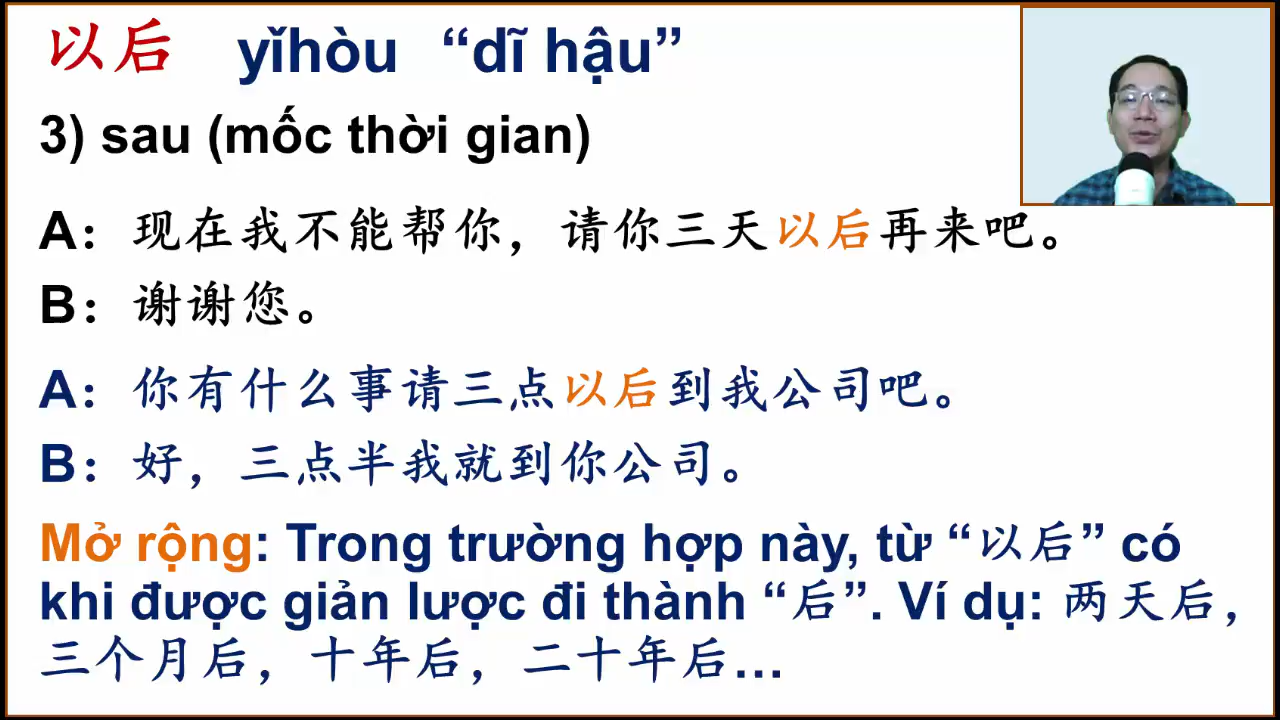 以后 yǐhòu “dĩ hậu”
3) sau (mốc thời gian)
A：现在我不能帮你，请你三天以后再来吧。
B：谢谢您。
A：你有什么事请三点以后到我公司吧。
B：好，三点半我就到你公司。
Mở rộng: Trong trường hợp này, từ “以后” có
khi được giản lược đi thành “后”. Ví dụ: 两天后，
三个月后，十年后，二十年后...